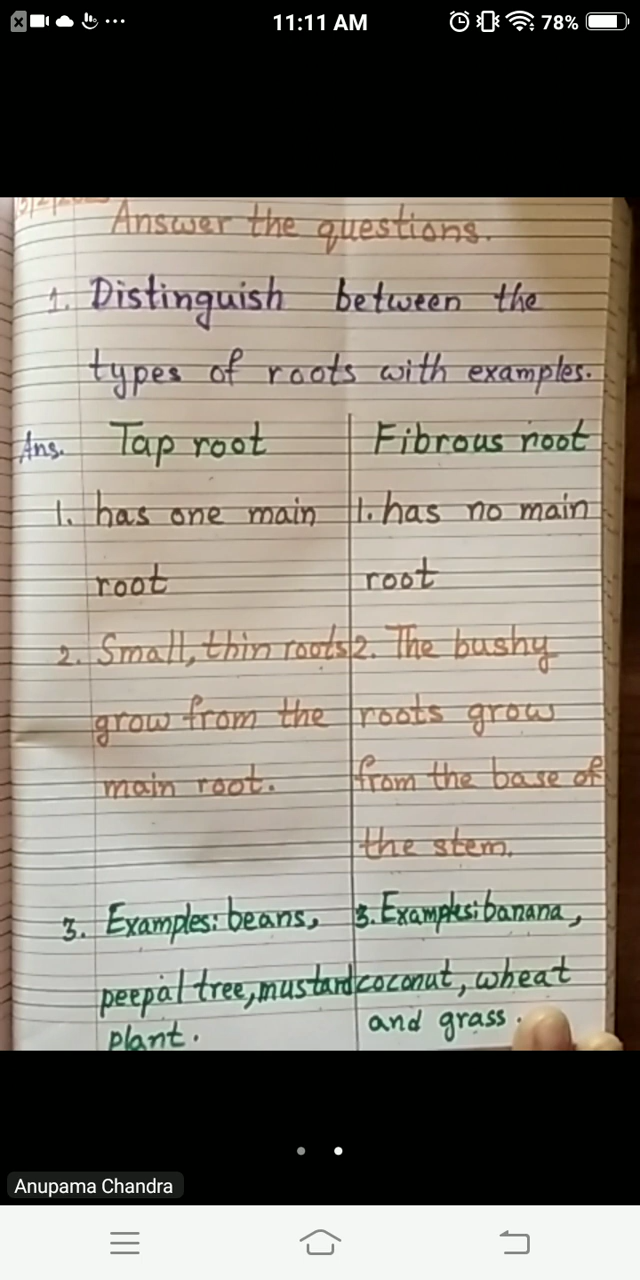 11:11 AM
78%
Answer the questions.
1. Distinguish between the
types of roots with examples.
Ans. Tap root Fibrous root
1. has one main 1. has no main
root root
2. Small, thin roots 2. The bushy
grow from the roots grow
main root. from the base of
the stem.
3. Examples: beans, 3. Examples: banana,
peepal tree, mustard coconut, wheat
plant. and grass.
Anupama Chandra